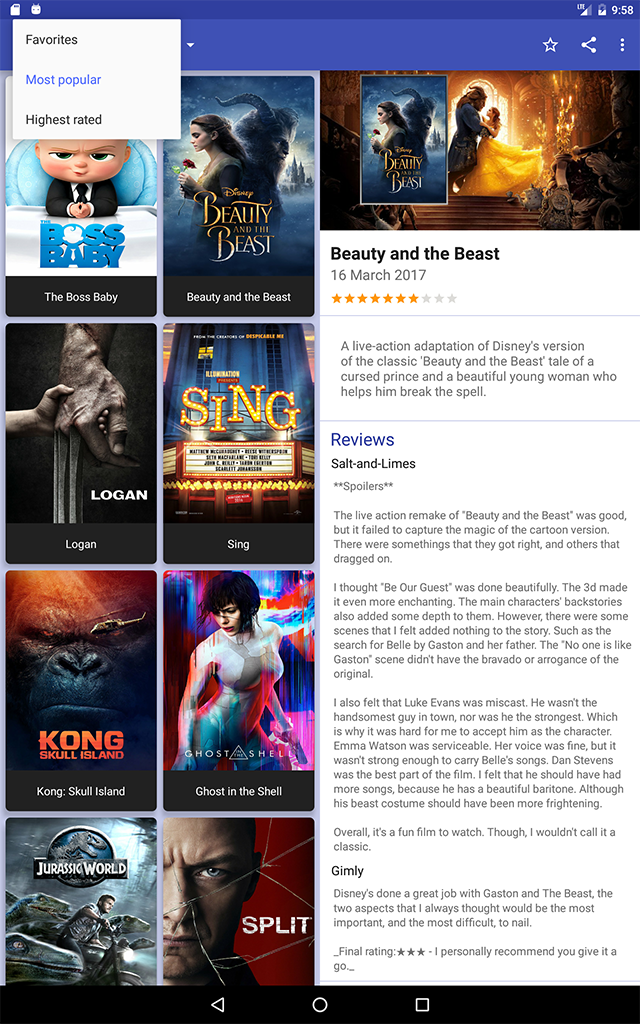 LTE 9:58
Favorites
Most popular
Highest rated
THE
BOSS
BABY
The Boss Baby
Disney
BEAUTY
AND THE
BEAST
Beauty and the Beast
LOGAN
Logan
FROM THE CREATORS OF DESPICABLE ME
ILLUMINATION
PRESENTS
SING
MATTHEW McCONAUGHEY REESE WITHERSPOON
SETH MACFARLANE TORI KELLY
JOHN C. REILLY TARON EGERTON
SCARLETT JOHANSSON
Sing
KONG
SKULL ISLAND
Kong: Skull Island
GHOST IN THE SHELL
Ghost in the Shell
JURASSIC WORLD
SPLIT
Disney
BEAUTY
AND THE
BEAST
Beauty and the Beast
16 March 2017
A live-action adaptation of Disney's version
of the classic 'Beauty and the Beast' tale of a
cursed prince and a beautiful young woman who
helps him break the spell.
Reviews
Salt-and-Limes
**Spoilers**
The live action remake of "Beauty and the Beast" was good,
but it failed to capture the magic of the cartoon version.
There were somethings that they got right, and others that
dragged on.
I thought "Be Our Guest" was done beautifully. The 3d made
it even more enchanting. The main characters' backstories
also added some depth to them. However, there were some
scenes that I felt added nothing to the story. Such as the
search for Belle by Gaston and her father. The "No one is like
Gaston" scene didn't have the bravado or arrogance of the
original.
I also felt that Luke Evans was miscast. He wasn't the
handsomest guy in town, nor was he the strongest. Which
is why it was hard for me to accept him as the character.
Emma Watson was serviceable. Her voice was fine, but it
wasn't strong enough to carry Belle's songs. Dan Stevens
was the best part of the film. I felt that he should have had
more songs, because he has a beautiful baritone. Although
his beast costume should have been more frightening.
Overall, it's a fun film to watch. Though, I wouldn't call it a
classic.
Gimly
Disney's done a great job with Gaston and The Beast, the
two aspects that I always thought would be the most
important, and the most difficult, to nail.
_Final rating:★★★ - I personally recommend you give it a
go._